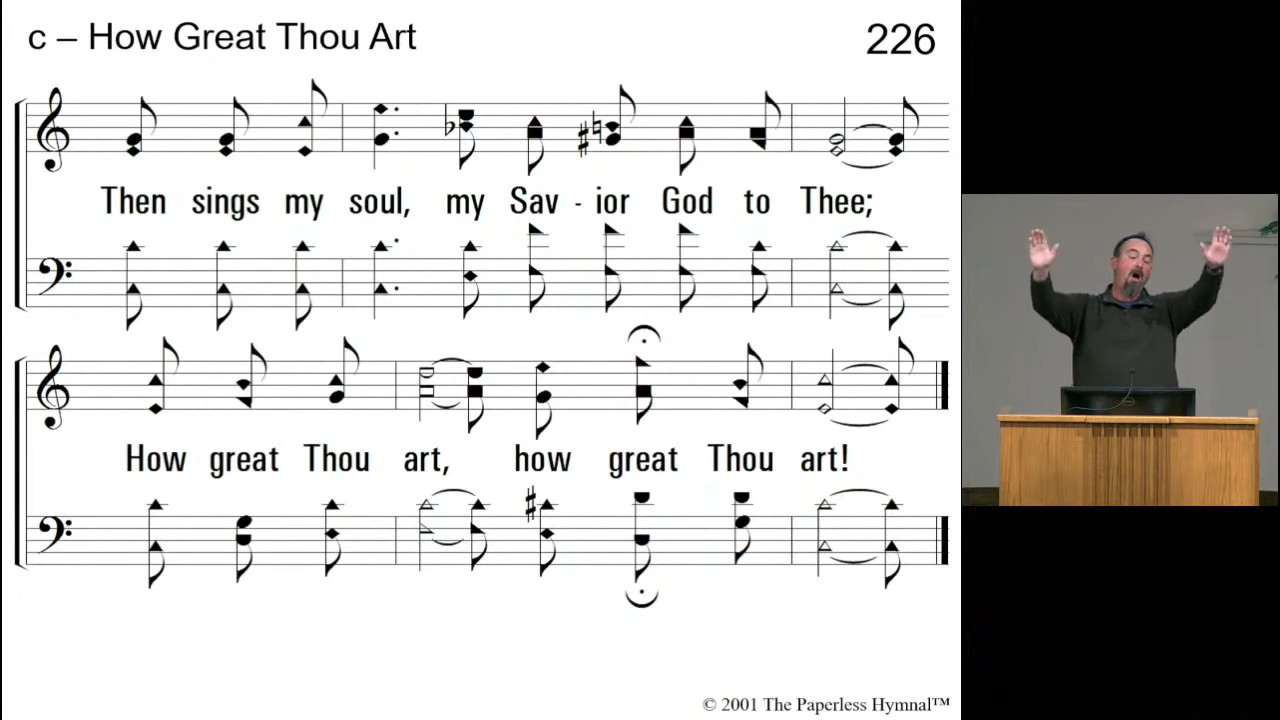 c – How Great Thou Art
226
Then sings my soul, my Sav - ior God to Thee;
How great Thou art, how great Thou art!
© 2001 The Paperless Hymnal™